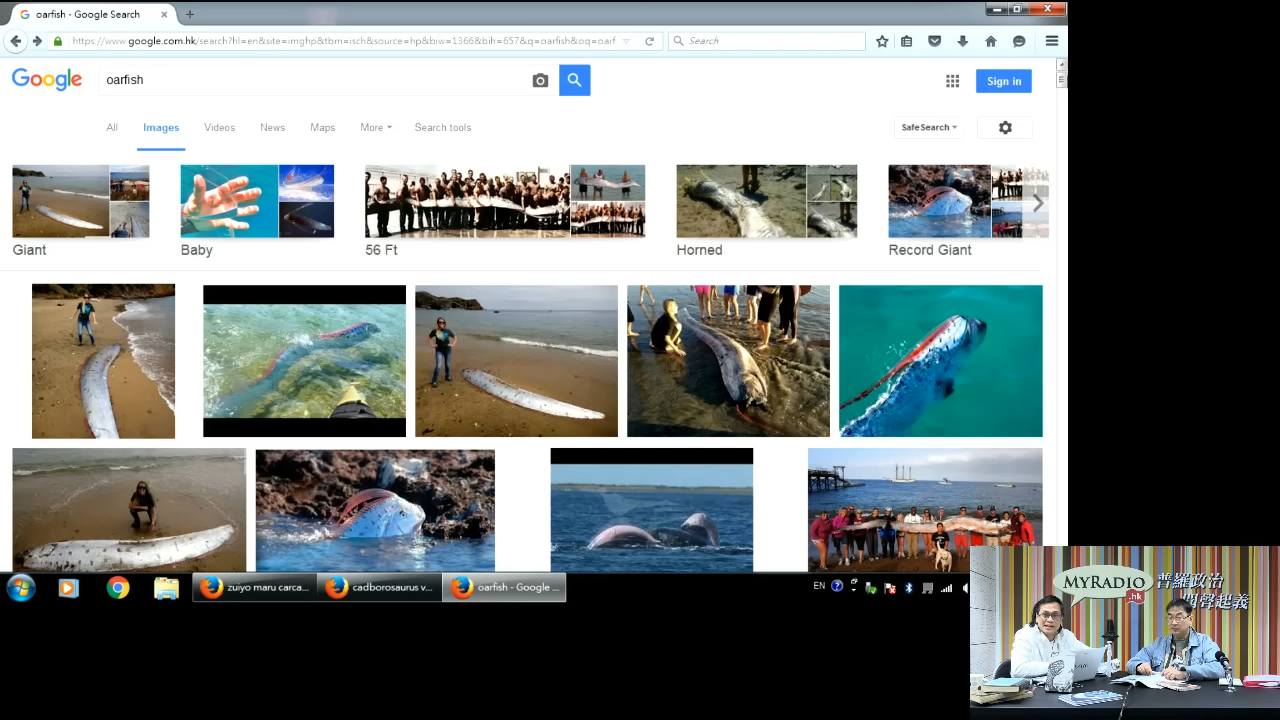 oarfish - Google Search
https://www.google.com.hk/search?hl=en&site=imghp&tbm=isch&source=hp&biw=1366&bih=657&q=oarfish&oq=oarf
Search
Google
oarfish
Sign in
All
Images
Videos
News
Maps
More
Search tools
SafeSearch
Giant
Baby
56 Ft
Horned
Record Giant
zuiyo maru carca...
cadborosaurus v...
oarfish - Google ...
EN
MYRADIO
.hk
普羅政治
聲起義